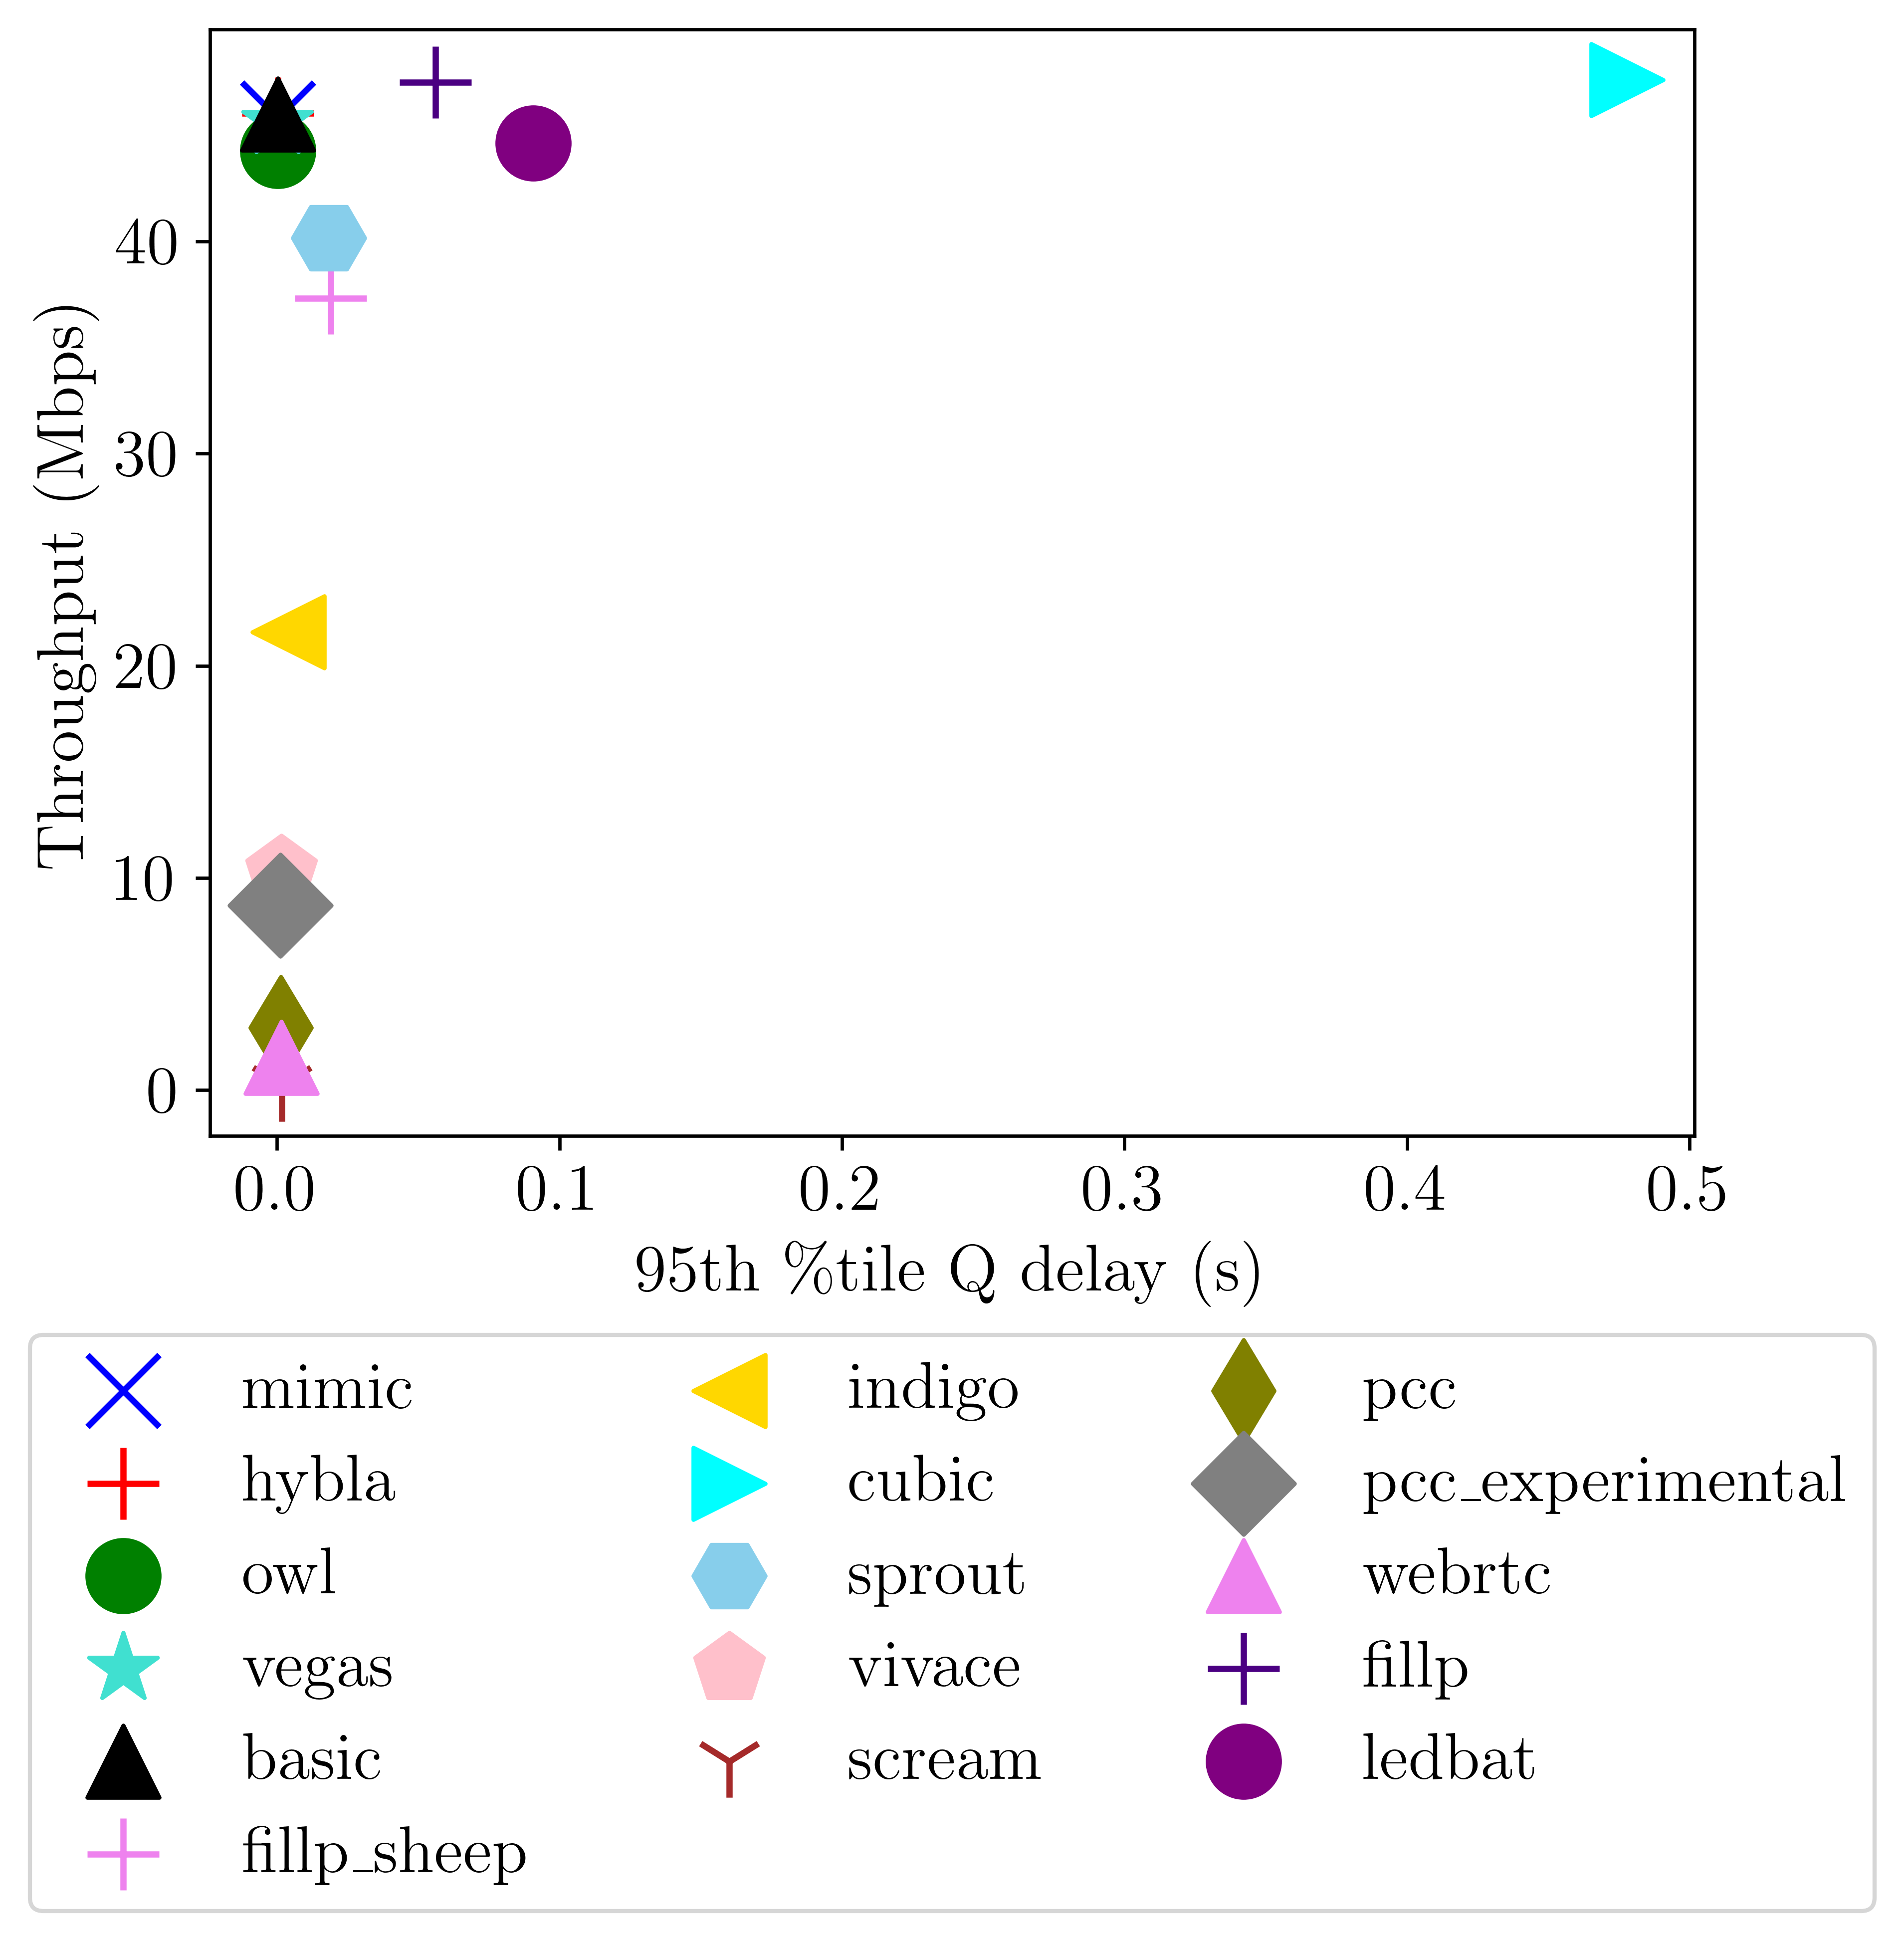 Throughput (Mbps)
40
30
20
10
0
0.0 0.1 0.2 0.3 0.4 0.5
95th %tile Q delay (s)
mimic indigo pcc
hybla cubic pcc_experimental
owl sprout webrtc
vegas vivace fillp
basic scream ledbat
fillp_sheep